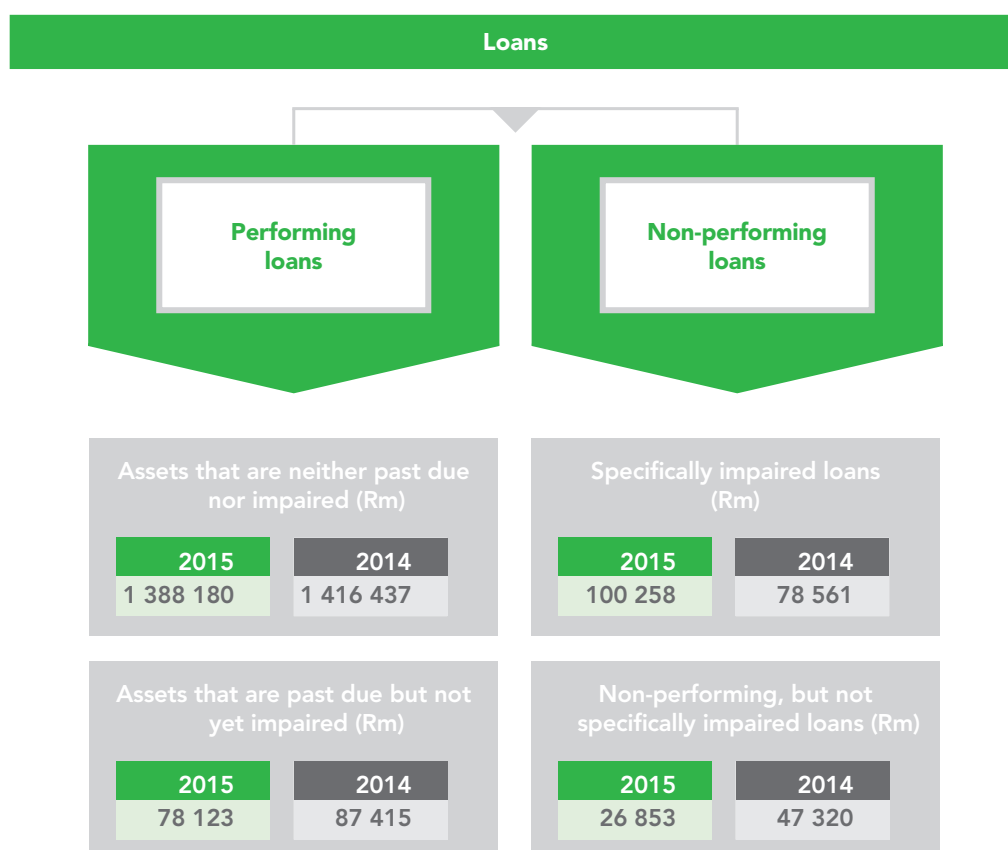 Loans
Performing
loans
Non-performing
loans
Assets that are neither past due
nor impaired (Rm)
2015 2014
1 388 180 1 416 437
Specifically impaired loans
(Rm)
2015 2014
100 258 78 561
Assets that are past due but not
yet impaired (Rm)
2015 2014
78 123 87 415
Non-performing, but not
specifically impaired loans (Rm)
2015 2014
26 853 47 320